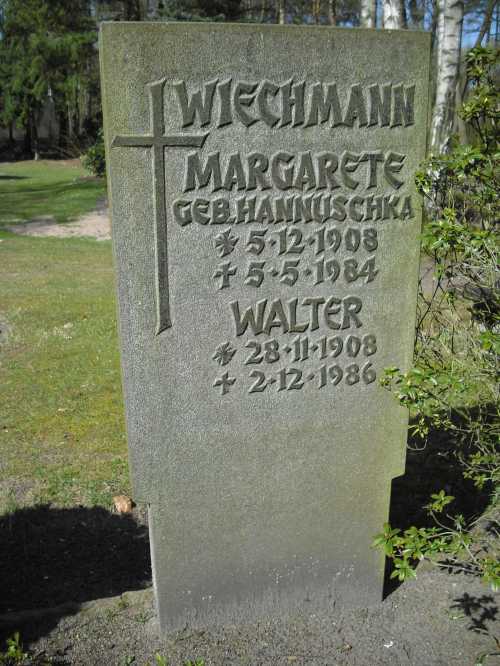 WIECHMANN
MARGARETE
GEB.HANNUSCHKA
* 5·12·1908
+ 5·5·1984
WALTER
* 28·11·1908
+ 2·12·1986